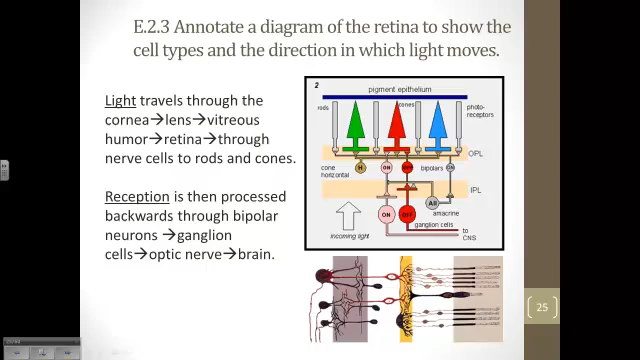 E.2.3 Annotate a diagram of the retina to show the
cell types and the direction in which light moves.
Light travels through the
cornea→lens→vitreous
humor→retina→through
nerve cells to rods and cones.
Reception is then processed
backwards through bipolar
neurons →ganglion
cells→optic nerve→brain.
2
pigment epithelium
rods
cones
photo-
receptors
OPL
cone
horizontal
H
ON
OFF
bipolars
ON
IPL
AII
amacrine
ON
OFF
ganglion cells
incoming light
to
CNS
25